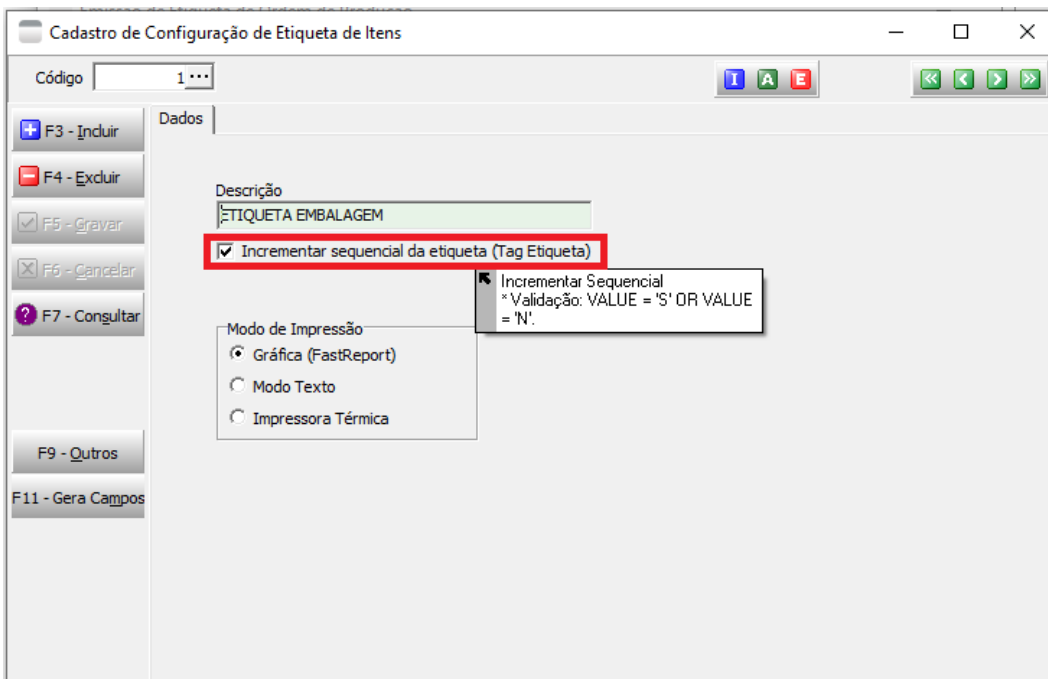 Cadastro de Configuração de Etiqueta de Itens
Código 1 ...
I A E
F3 - Incluir
F4 - Excluir
F5 - Gravar
F6 - Cancelar
F7 - Consultar
F9 - Outros
F11 - Gera Campos
Dados
Descrição
ETIQUETA EMBALAGEM
Incrementar sequencial da etiqueta (Tag Etiqueta)
Incrementar Sequencial
* Validação: VALUE = 'S' OR VALUE
= 'N'.
Modo de Impressão
Gráfica (FastReport)
Modo Texto
Impressora Térmica